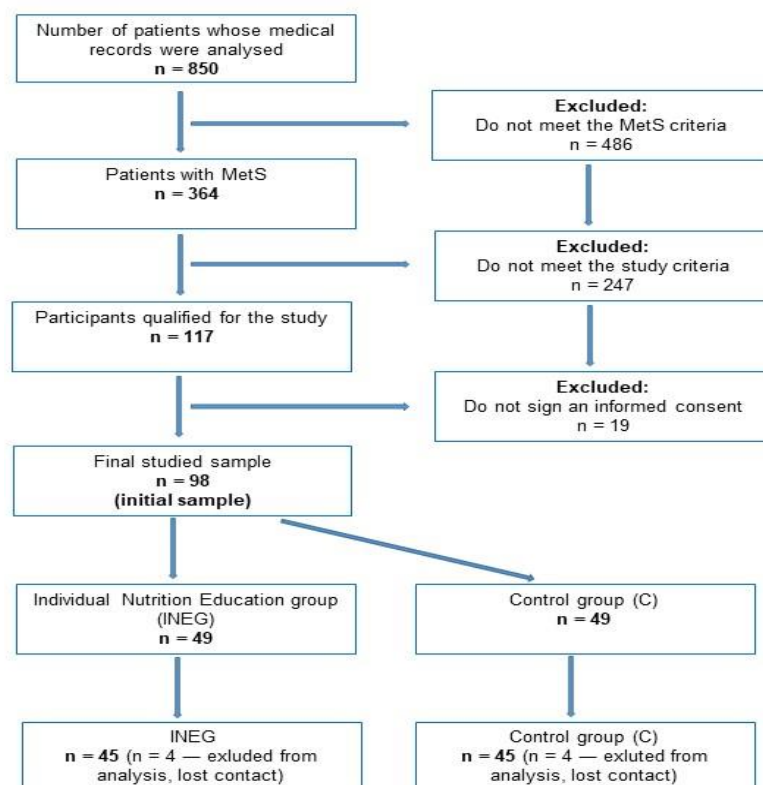 Number of patients whose medical
records were analysed
n = 850
Excluded:
Do not meet the MetS criteria
n = 486
Patients with MetS
n = 364
Excluded:
Do not meet the study criteria
n = 247
Participants qualified for the study
n = 117
Excluded:
Do not sign an informed consent
n = 19
Final studied sample
n = 98
(initial sample)
Individual Nutrition Education group
(INEG)
n = 49
Control group (C)
n = 49
INEG
n = 45 (n = 4 — exluded from
analysis, lost contact)
Control group (C)
n = 45 (n = 4 — exluted from
analysis, lost contact)